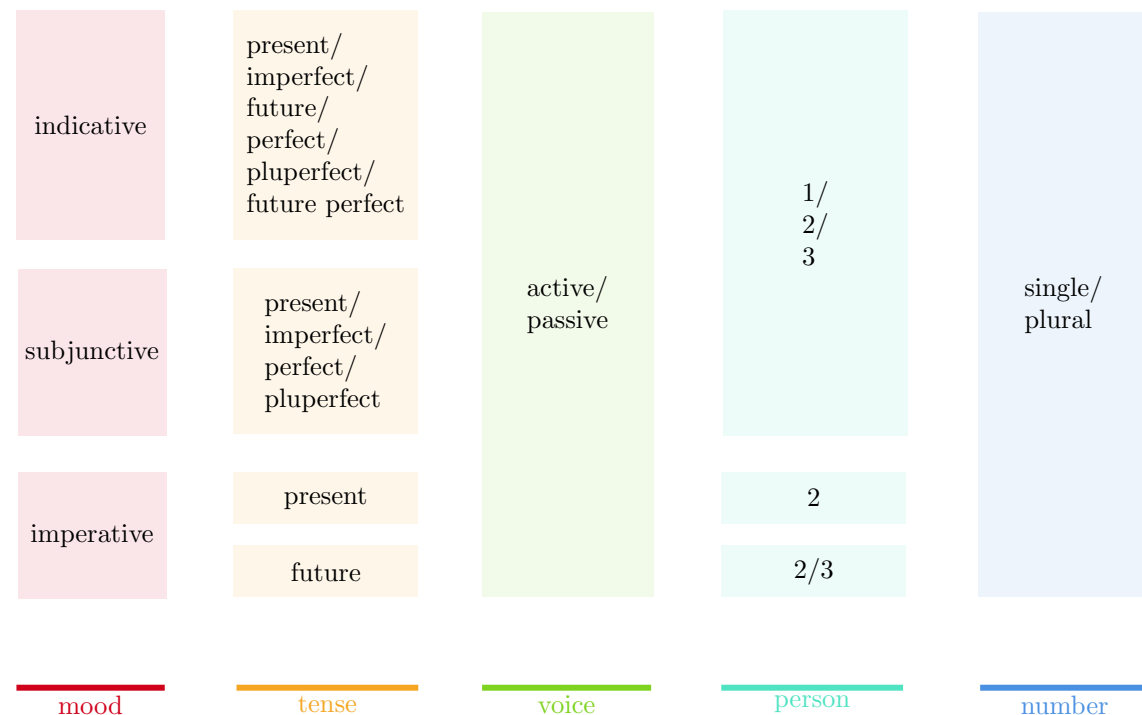 indicative
present/
imperfect/
future/
perfect/
pluperfect/
future perfect
subjunctive
present/
imperfect/
perfect/
pluperfect
imperative
present
future
active/
passive
1/
2/
3
2
2/3
single/
plural
mood
tense
voice
person
number